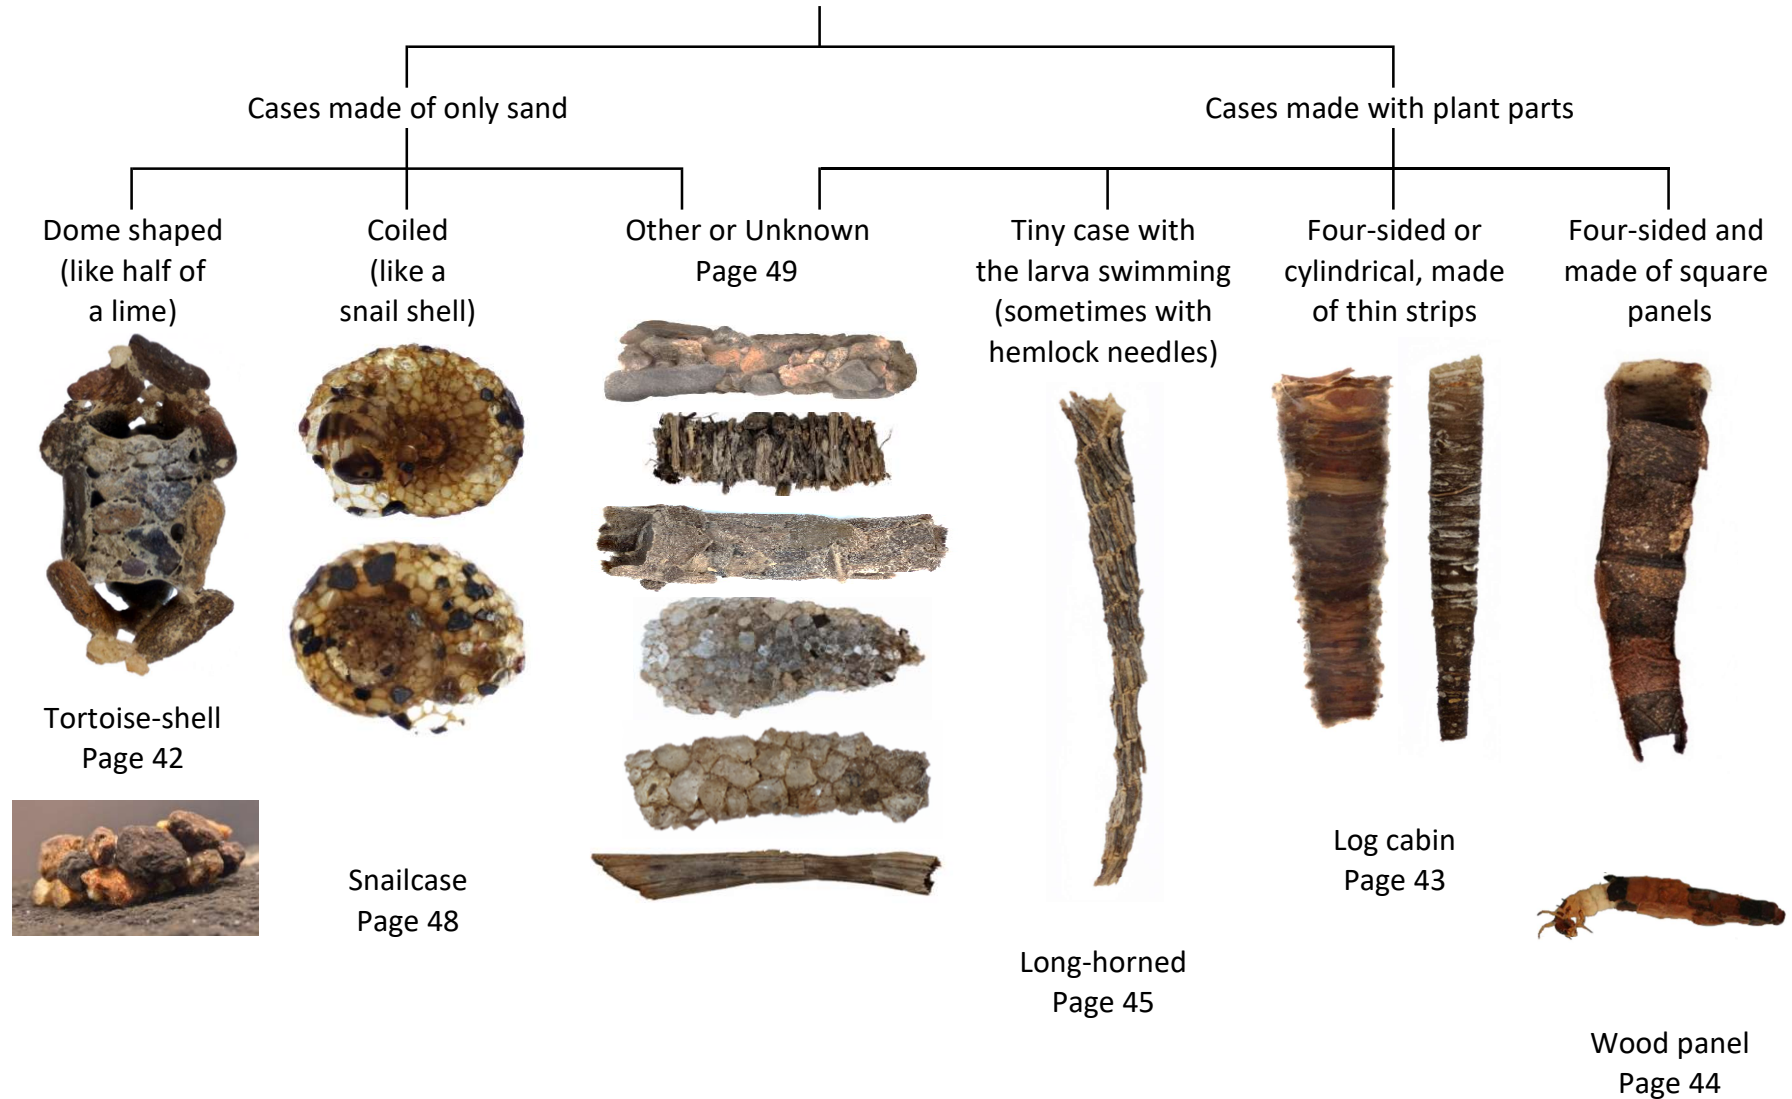 Cases made of only sand
Cases made with plant parts
Dome shaped
(like half of
a lime)
Tortoise-shell
Page 42
Coiled
(like a
snail shell)
Snailcase
Page 48
Other or Unknown
Page 49
Tiny case with
the larva swimming
(sometimes with
hemlock needles)
Long-horned
Page 45
Four-sided or
cylindrical, made
of thin strips
Log cabin
Page 43
Four-sided and
made of square
panels
Wood panel
Page 44